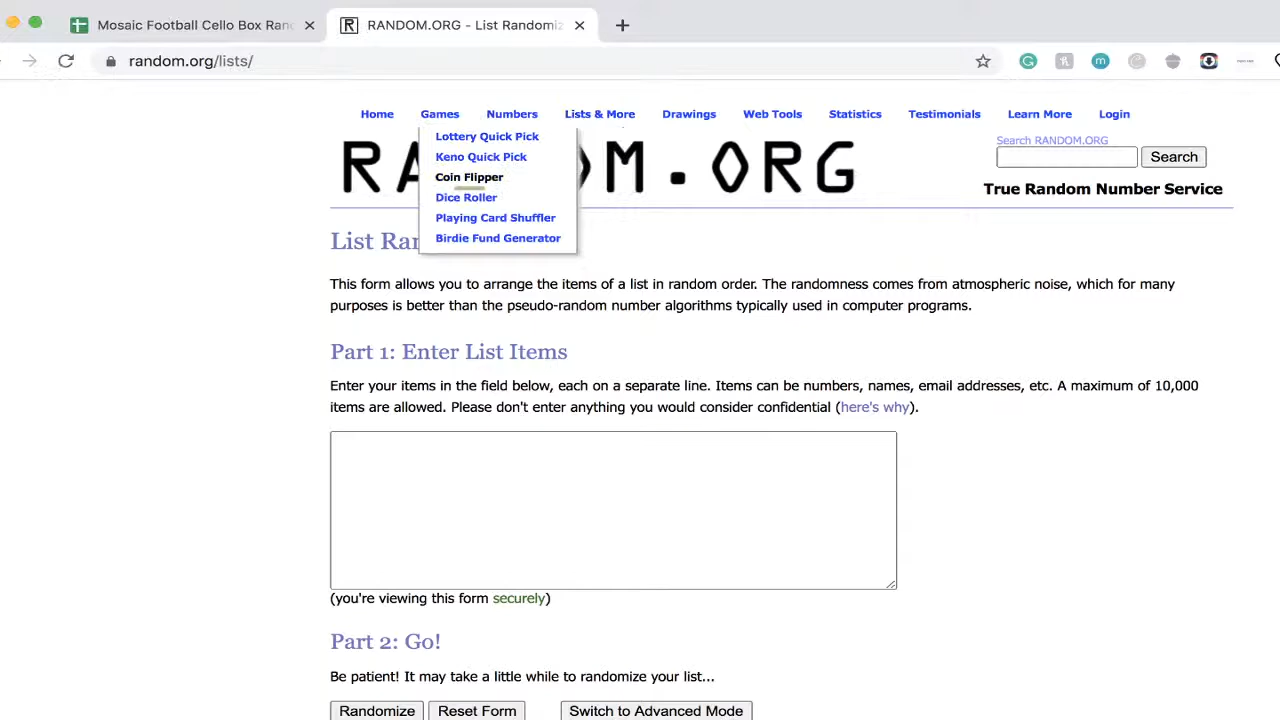 Mosaic Football Cello Box Ran
RANDOM.ORG - List Randomiz
random.org/lists/
Home Games Numbers Lists & More Drawings Web Tools Statistics Testimonials Learn More Login
Lottery Quick Pick
Keno Quick Pick
Coin Flipper
Dice Roller
Playing Card Shuffler
Birdie Fund Generator
RA OM.ORG
Search RANDOM.ORG
Search
True Random Number Service
List Ra
This form allows you to arrange the items of a list in random order. The randomness comes from atmospheric noise, which for many
purposes is better than the pseudo-random number algorithms typically used in computer programs.
Part 1: Enter List Items
Enter your items in the field below, each on a separate line. Items can be numbers, names, email addresses, etc. A maximum of 10,000
items are allowed. Please don't enter anything you would consider confidential (here's why).
(you're viewing this form securely)
Part 2: Go!
Be patient! It may take a little while to randomize your list...
Randomize Reset Form Switch to Advanced Mode